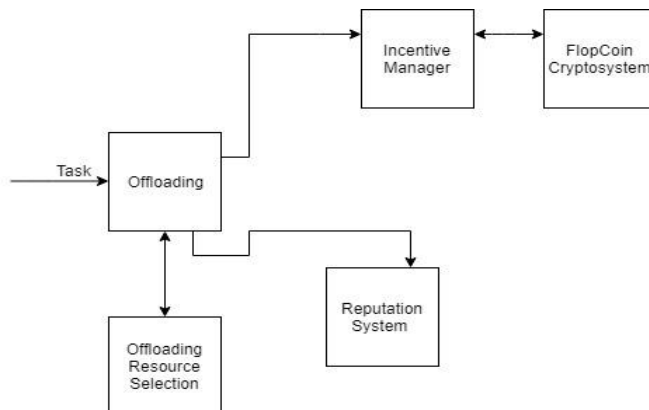 Incentive
Manager
FlopCoin
Cryptosystem
Task
Offloading
Reputation
System
Offloading
Resource
Selection